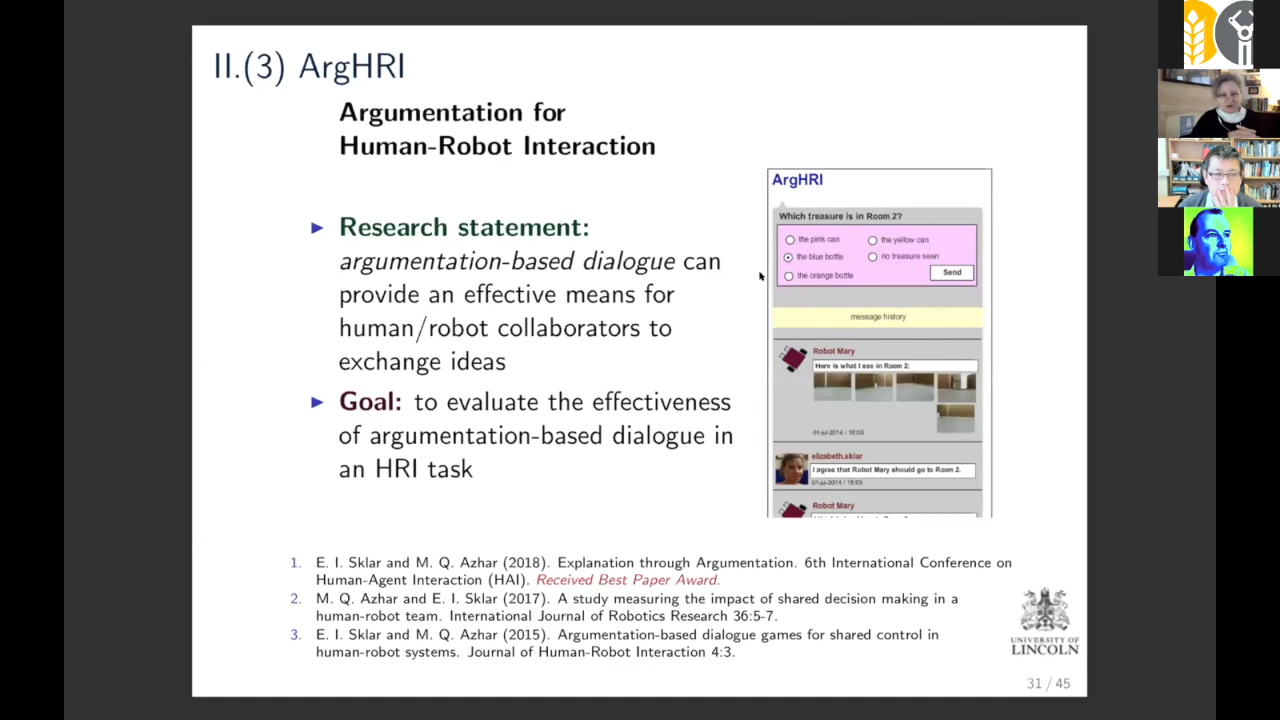 II.(3) ArgHRI
Argumentation for
Human-Robot Interaction
Research statement:
argumentation-based dialogue can
provide an effective means for
human/robot collaborators to
exchange ideas
Goal: to evaluate the effectiveness
of argumentation-based dialogue in
an HRI task
ArgHRI
Which treasure is in Room 2?
the pink can
the yellow can
the blue bottle
no treasure seen
the orange bottle
Send
message history
Robot Mary
Here is what I see in Room 2:
01-jul-2014 / 18:05
elizabeth.sklar
I agree that Robot Mary should go to Room 2.
01-jul-2014 / 18:03
Robot Mary
1. E. I. Sklar and M. Q. Azhar (2018). Explanation through Argumentation. 6th International Conference on
Human-Agent Interaction (HAI). Received Best Paper Award.
2. M. Q. Azhar and E. I. Sklar (2017). A study measuring the impact of shared decision making in a
human-robot team. International Journal of Robotics Research 36:5-7.
3. E. I. Sklar and M. Q. Azhar (2015). Argumentation-based dialogue games for shared control in
human-robot systems. Journal of Human-Robot Interaction 4:3.
UNIVERSITY OF
LINCOLN
31 / 45